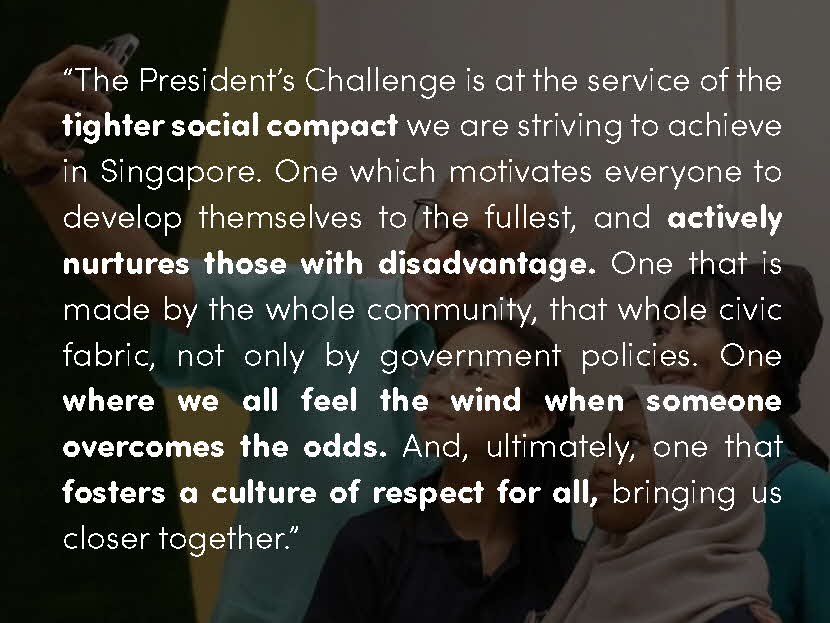 “The President’s Challenge is at the service of the
tighter social compact we are striving to achieve
in Singapore. One which motivates everyone to
develop themselves to the fullest, and actively
nurtures those with disadvantage. One that is
made by the whole community, that whole civic
fabric, not only by government policies. One
where we all feel the wind when someone
overcomes the odds. And, ultimately, one that
fosters a culture of respect for all, bringing us
closer together.”